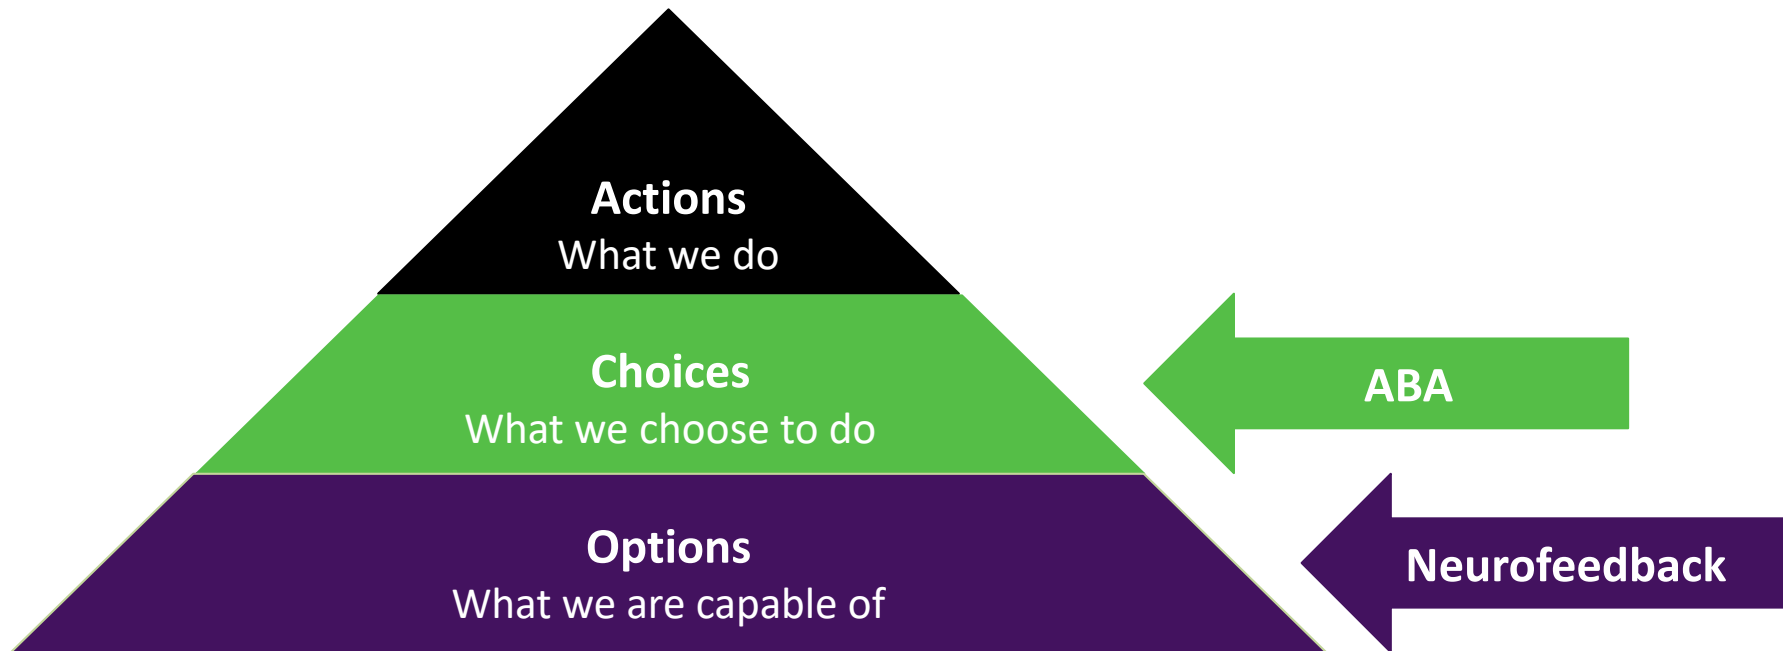 Actions
What we do
Choices
What we choose to do
ABA
Options
What we are capable of
Neurofeedback